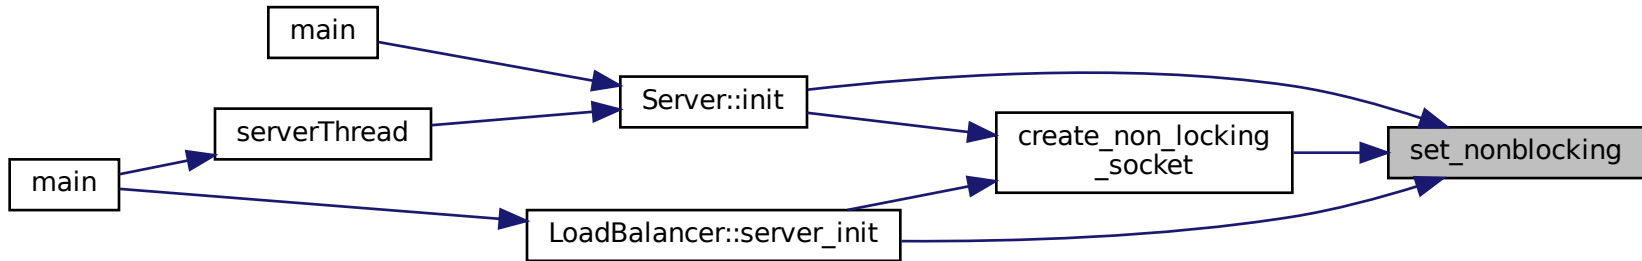 main
Server::init
serverThread
create_non_locking
_socket
set_nonblocking
main
LoadBalancer::server_init